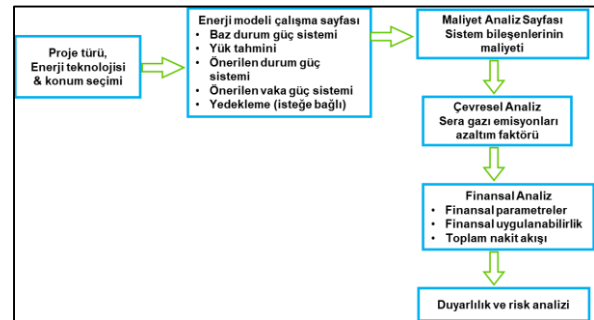 Proje türü,
Enerji teknolojisi
& konum seçimi
Enerji modeli çalışma sayfası
• Baz durum güç sistemi
• Yük tahmini
• Önerilen durum güç
sistemi
• Önerilen vaka güç sistemi
• Yedekleme (isteğe bağlı)
Maliyet Analiz Sayfası
Sistem bileşenlerinin
maliyeti
Çevresel Analiz
Sera gazı emisyonları
azaltım faktörü
Finansal Analiz
• Finansal parametreler
• Finansal uygulanabilirlik
• Toplam nakit akışı
Duyarlılık ve risk analizi